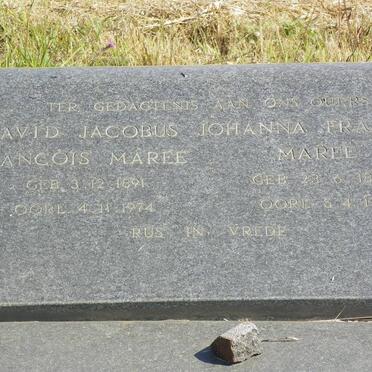 TER GEDAGTENIS AAN ONS OUERS
AVID JACOBUS JOHANNA FRA
ANCOIS MAREE MAREE
GEB. 3.12.1891 GEB. 23.6.1
OORL. 4.11.1974 OORL. 5.4.1
RUS IN VREDE